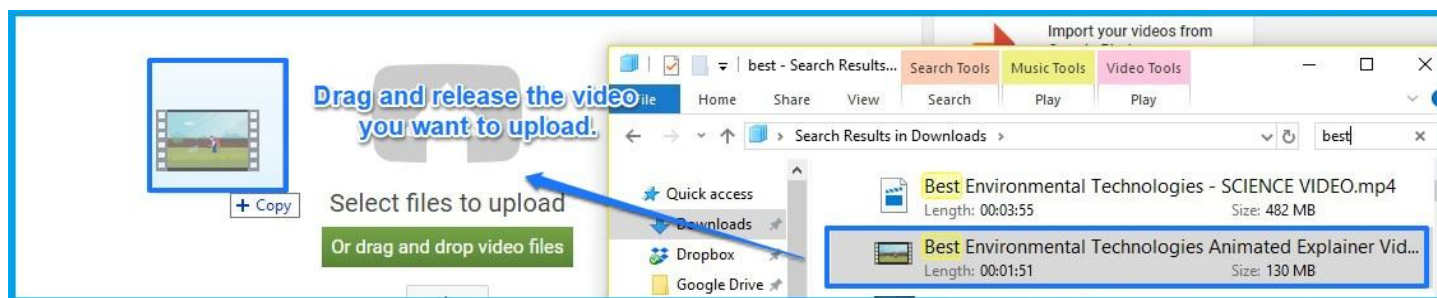 Import your videos from
best - Search Results...
Search Tools
Music Tools
Video Tools
Drag and release the video
you want to upload.
File
Home
Share
View
Search
Play
Play
Search Results in Downloads
best
+ Copy
Select files to upload
Or drag and drop video files
Quick access
Downloads
Dropbox
Google Drive
Best Environmental Technologies - SCIENCE VIDEO.mp4
Length: 00:03:55
Size: 482 MB
Best Environmental Technologies Animated Explainer Vid...
Length: 00:01:51
Size: 130 MB